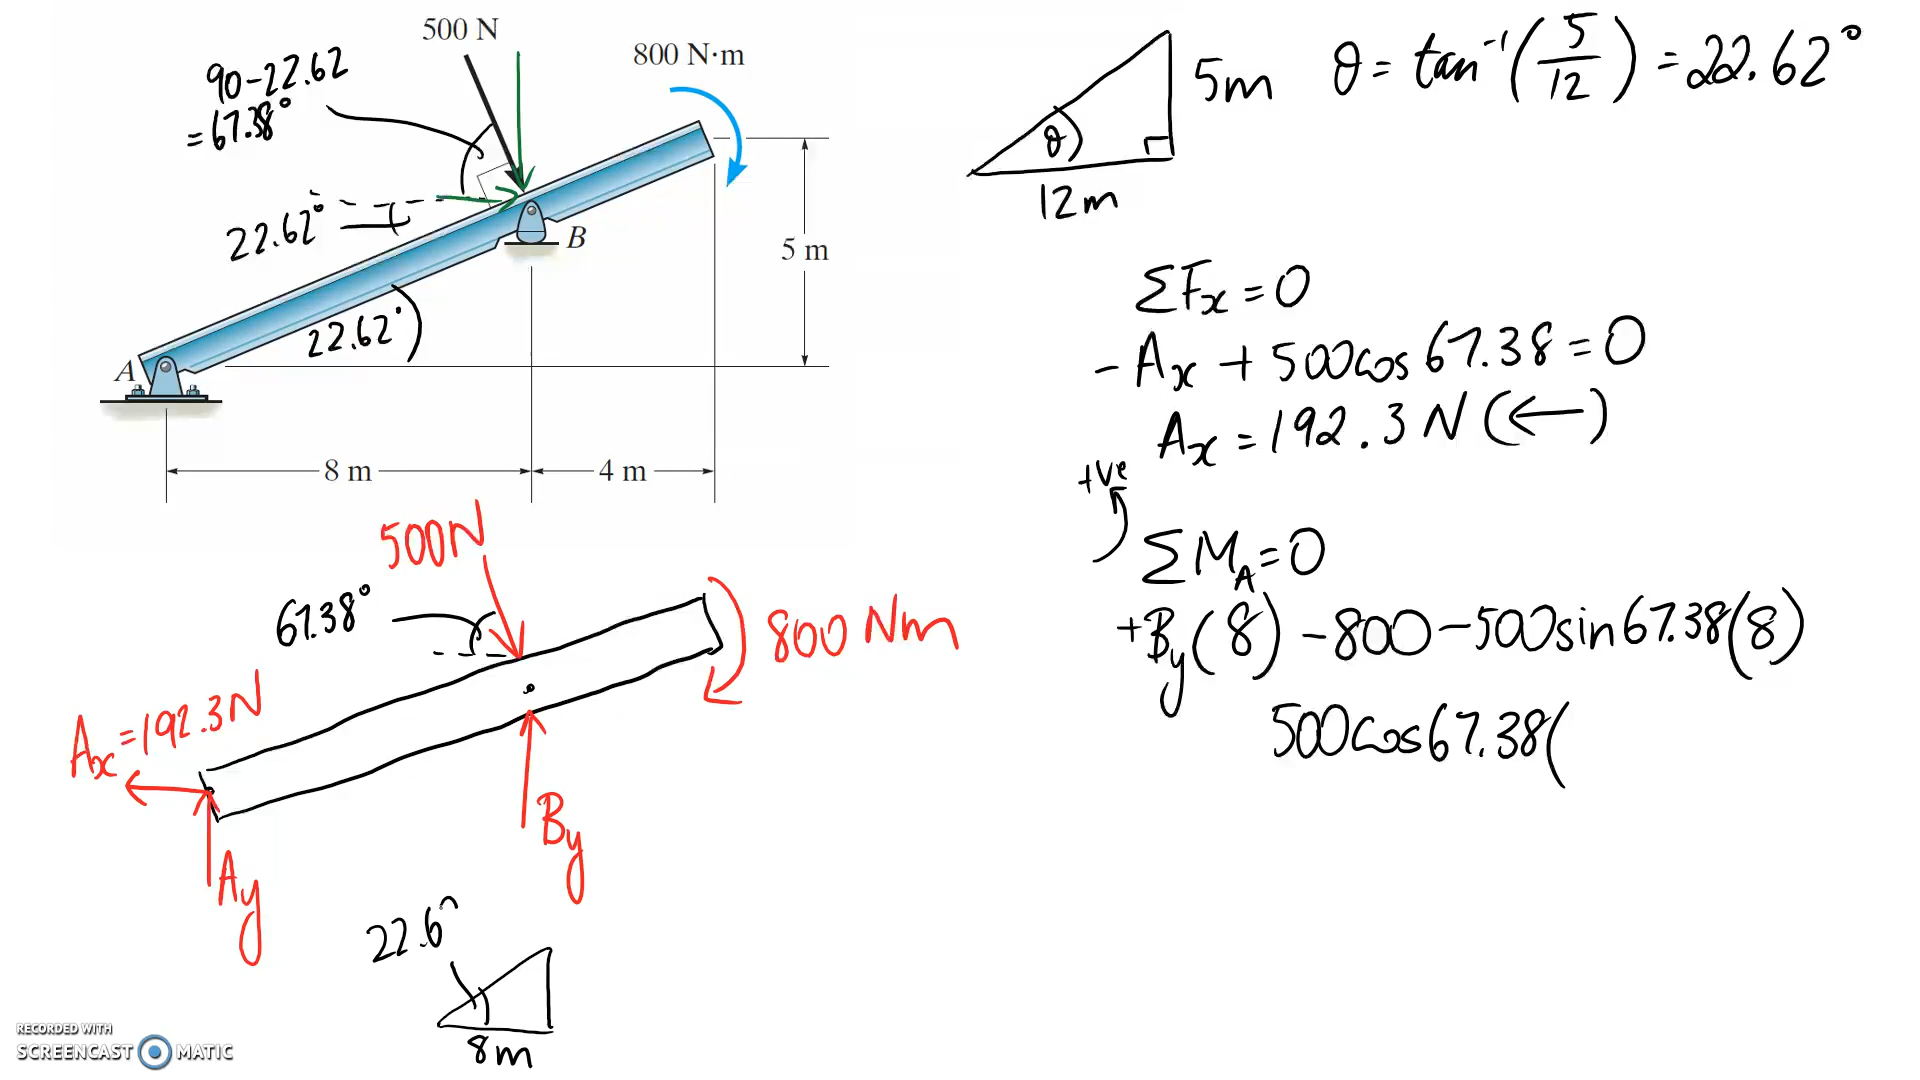 500 N
800 N·m
90-22.62
=67.38°
22.62°
B
5 m
22.62°
A
8 m
4 m
5m
θ
12m
θ = tan⁻¹(5/12) = 22.62°
ΣFx = 0
- Ax + 500cos 67.38 = 0
Ax = 192.3 N (←)
+ve
ΣM_A = 0
+By(8) - 800 - 500sin67.38(8)
500cos67.38(
500N
67.38°
800 Nm
Ax = 192.3N
By
Ay
22.6
8m
RECORDED WITH
SCREENCAST MATIC